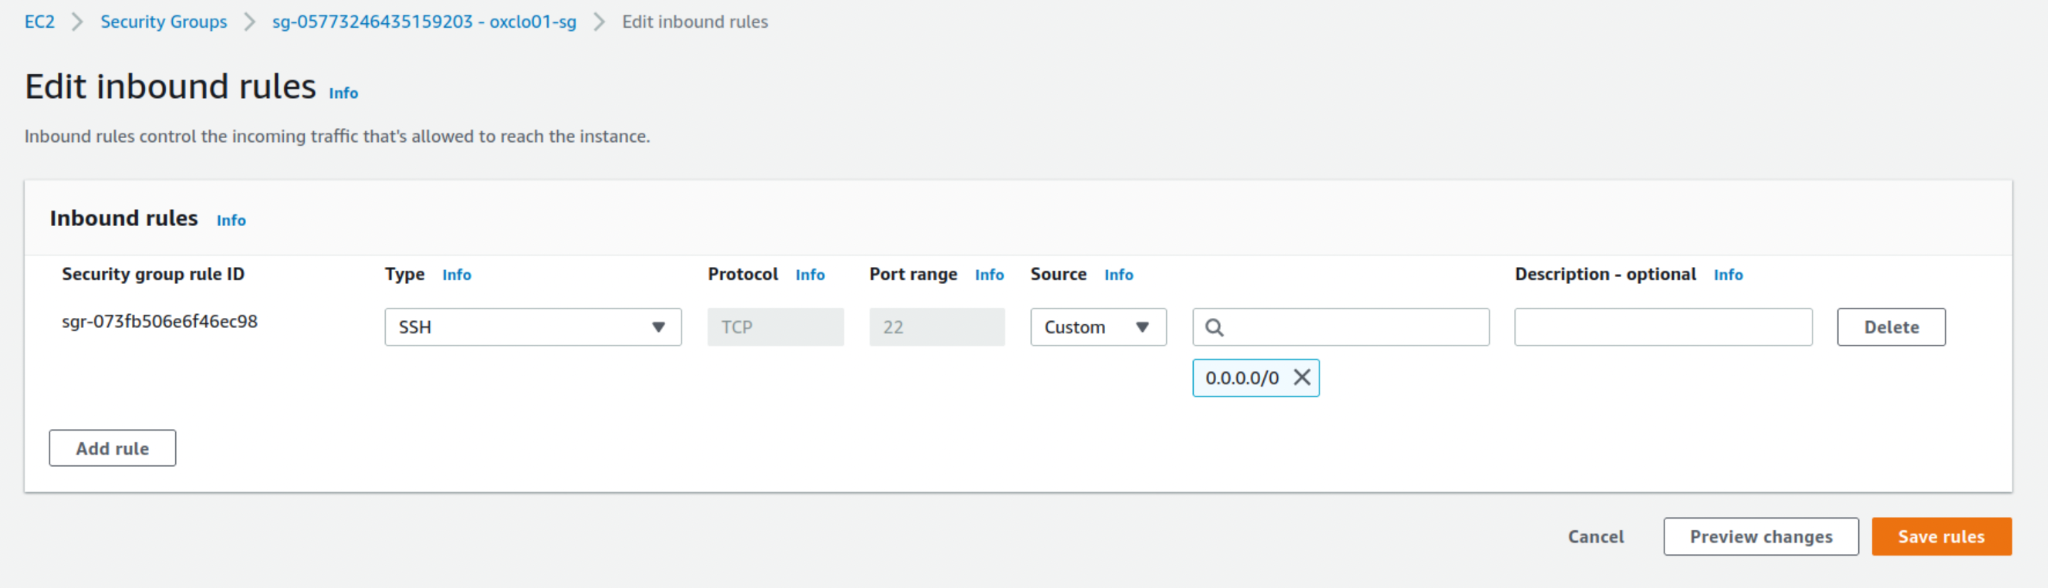 EC2 > Security Groups > sg-05773246435159203 - oxclo01-sg > Edit inbound rules
Edit inbound rules Info
Inbound rules control the incoming traffic that's allowed to reach the instance.
Inbound rules Info
Security group rule ID Type Info Protocol Info Port range Info Source Info Description - optional Info
sgr-073fb506e6f46ec98 SSH TCP 22 Custom Delete
0.0.0.0/0
Add rule
Cancel Preview changes Save rules